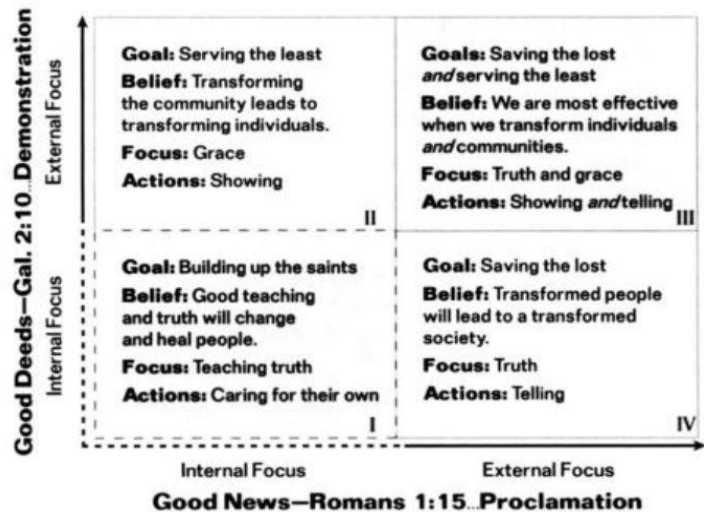 Good Deeds—Gal. 2:10...Demonstration
External Focus
Internal Focus
Goal: Serving the least
Belief: Transforming
the community leads to
transforming individuals.
Focus: Grace
Actions: Showing
II
Goals: Saving the lost
and serving the least
Belief: We are most effective
when we transform individuals
and communities.
Focus: Truth and grace
Actions: Showing and telling
III
Goal: Building up the saints
Belief: Good teaching
and truth will change
and heal people.
Focus: Teaching truth
Actions: Caring for their own
I
Goal: Saving the lost
Belief: Transformed people
will lead to a transformed
society.
Focus: Truth
Actions: Telling
IV
Internal Focus
External Focus
Good News—Romans 1:15...Proclamation